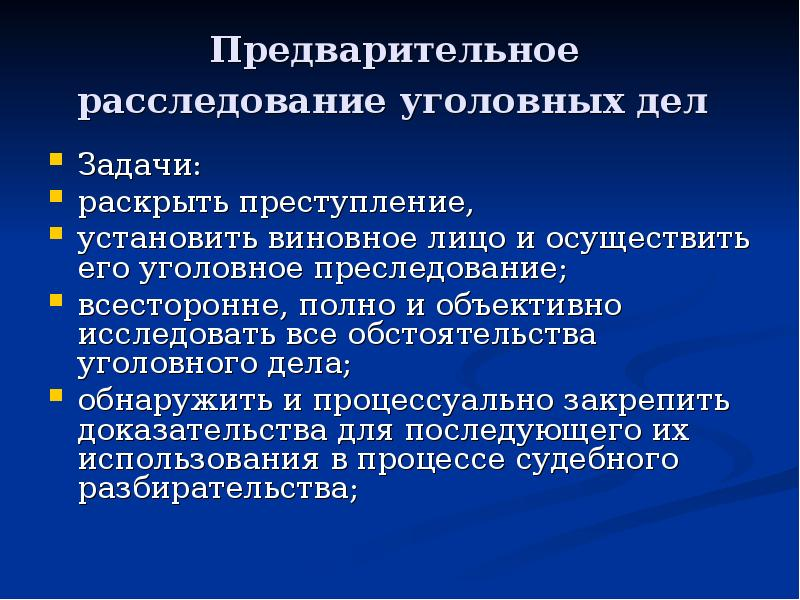 Предварительное
расследование уголовных дел
Задачи:
раскрыть преступление,
установить виновное лицо и осуществить
его уголовное преследование;
всесторонне, полно и объективно
исследовать все обстоятельства
уголовного дела;
обнаружить и процессуально закрепить
доказательства для последующего их
использования в процессе судебного
разбирательства;